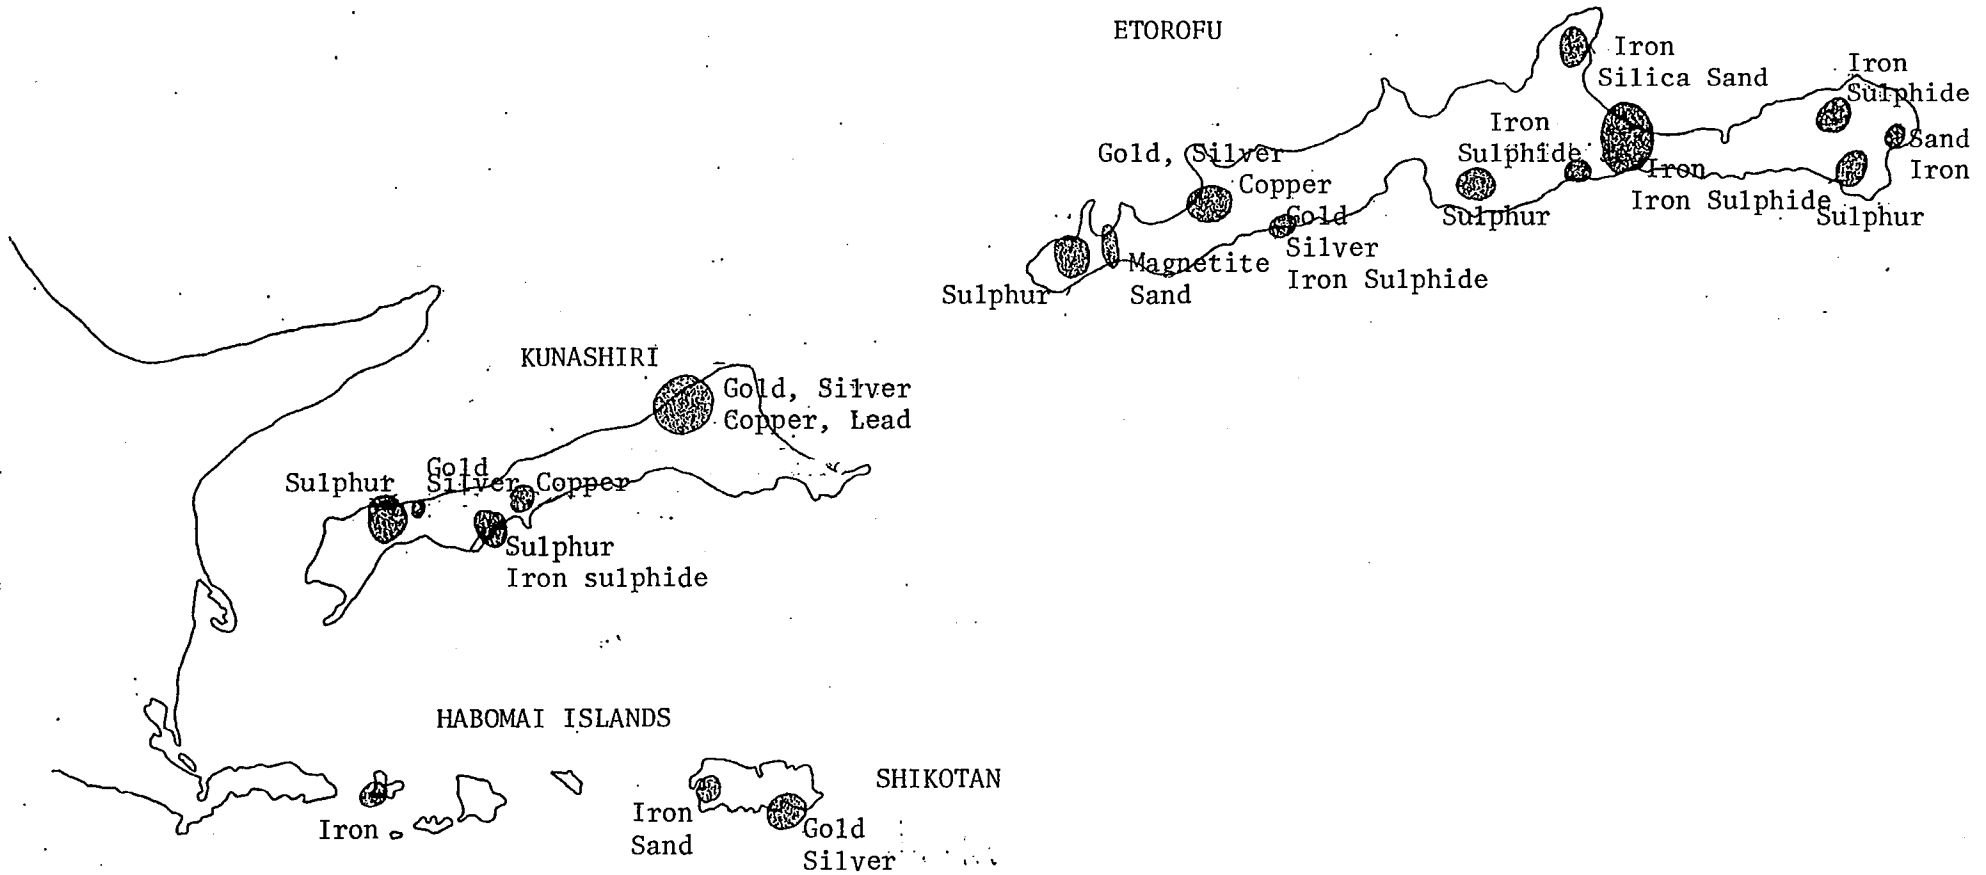 ETOROFU
Iron
Silica Sand
Iron
Sulphide
Sand
Iron
Iron
Sulphide
Gold, Silver
Copper
Iron
Iron Sulphide
Sulphur
Sulphur
Gold
Silver
Iron Sulphide
Magnetite
Sand
Sulphur
KUNASHIRI
Gold, Silver
Copper, Lead
Sulphur
Gold
Silver
Copper
Sulphur
Iron sulphide
HABOMAI ISLANDS
SHIKOTAN
Iron
Iron
Sand
Gold
Silver